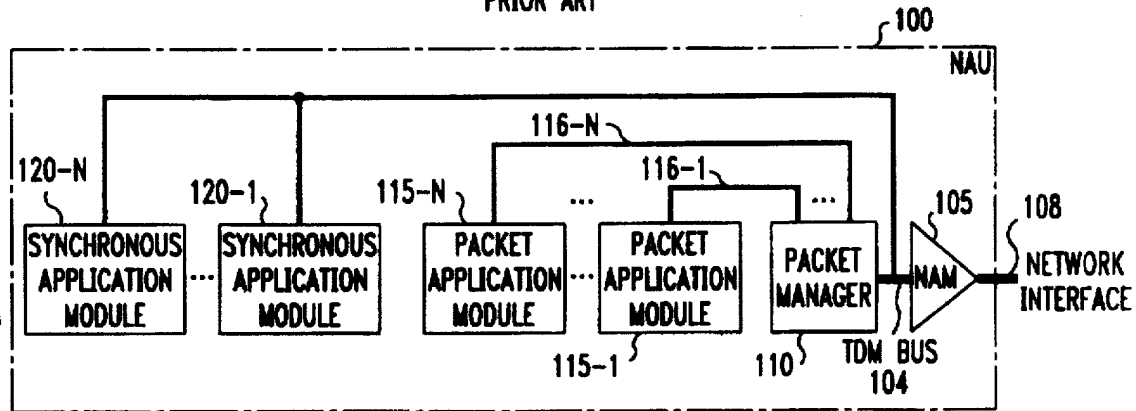 PRIOR ART
100
NAU
116-N
120-N
120-1
115-N
...
116-1
...
105
108
SYNCHRONOUS
APPLICATION
MODULE
...
SYNCHRONOUS
APPLICATION
MODULE
PACKET
APPLICATION
MODULE
...
PACKET
APPLICATION
MODULE
PACKET
MANAGER
NAM
NETWORK
INTERFACE
115-1
110
TDM BUS
104